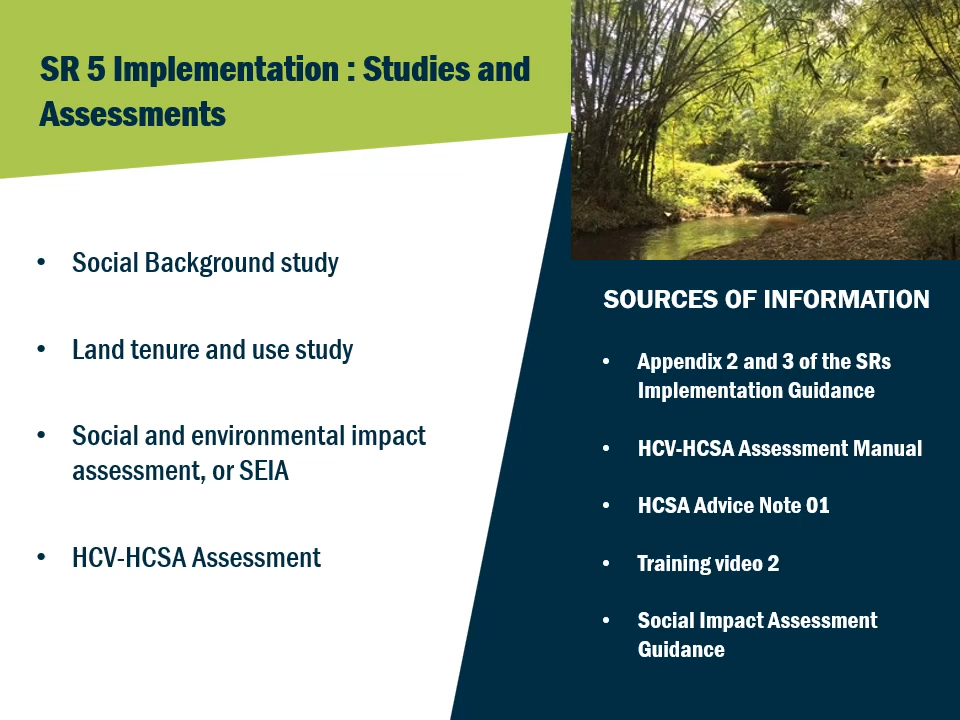 SR 5 Implementation : Studies and
Assessments
• Social Background study
• Land tenure and use study
• Social and environmental impact
assessment, or SEIA
• HCV-HCSA Assessment
SOURCES OF INFORMATION
• Appendix 2 and 3 of the SRs
Implementation Guidance
• HCV-HCSA Assessment Manual
• HCSA Advice Note 01
• Training video 2
• Social Impact Assessment
Guidance